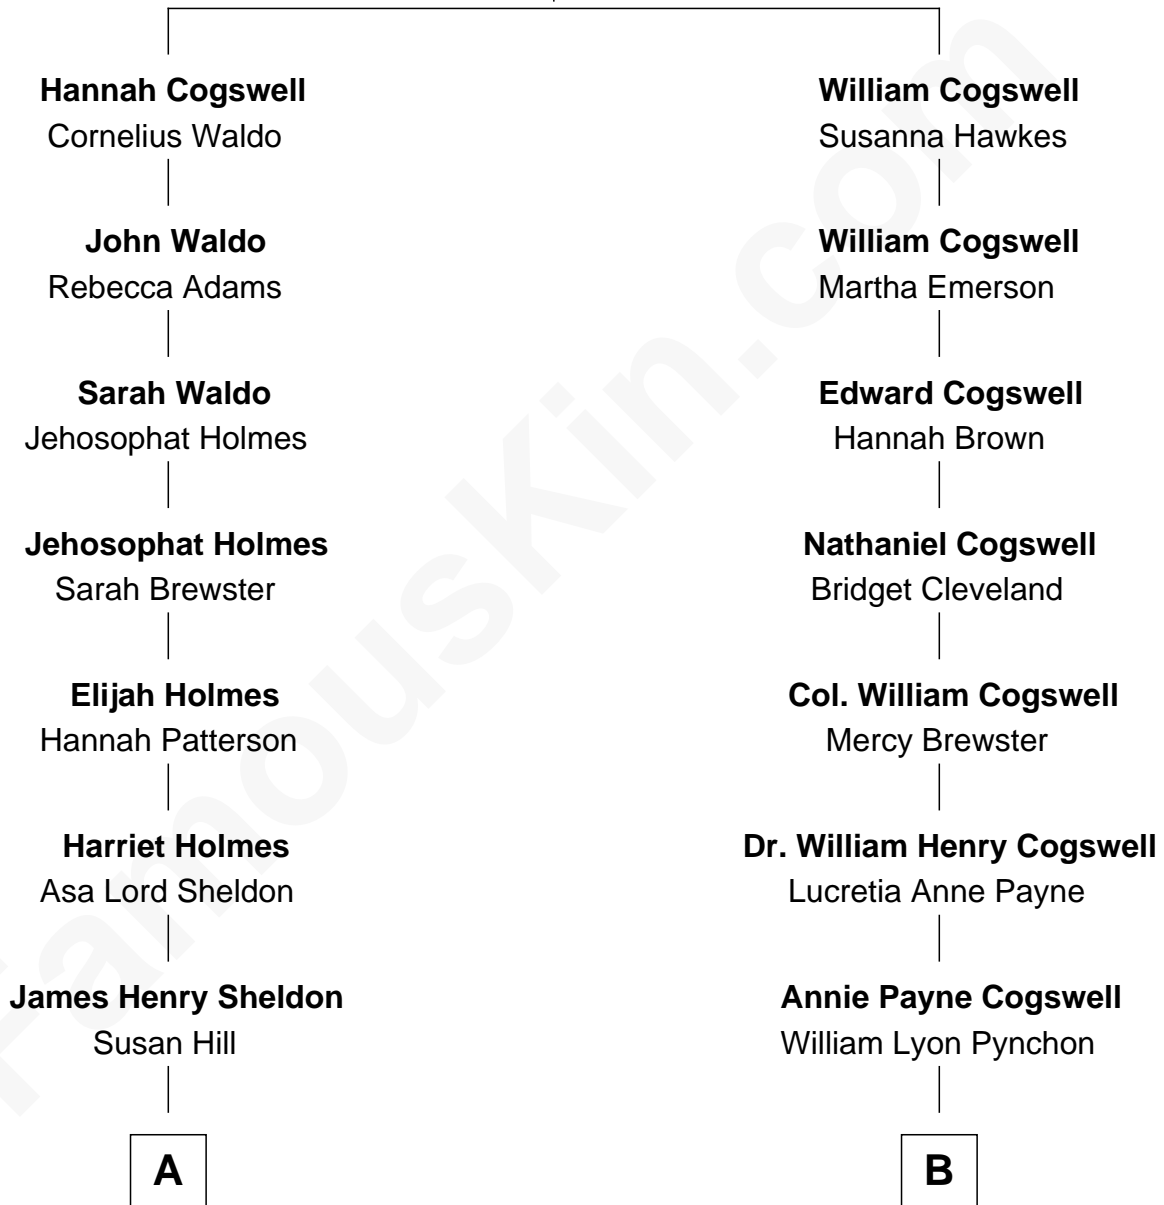 Hannah Cogswell
Cornelius Waldo
John Waldo
Rebecca Adams
Sarah Waldo
Jehosophat Holmes
Jehosophat Holmes
Sarah Brewster
Elijah Holmes
Hannah Patterson
Harriet Holmes
Asa Lord Sheldon
James Henry Sheldon
Susan Hill
A
William Cogswell
Susanna Hawkes
William Cogswell
Martha Emerson
Edward Cogswell
Hannah Brown
Nathaniel Cogswell
Bridget Cleveland
Col. William Cogswell
Mercy Brewster
Dr. William Henry Cogswell
Lucretia Anne Payne
Annie Payne Cogswell
William Lyon Pynchon
B
FamousKin.com